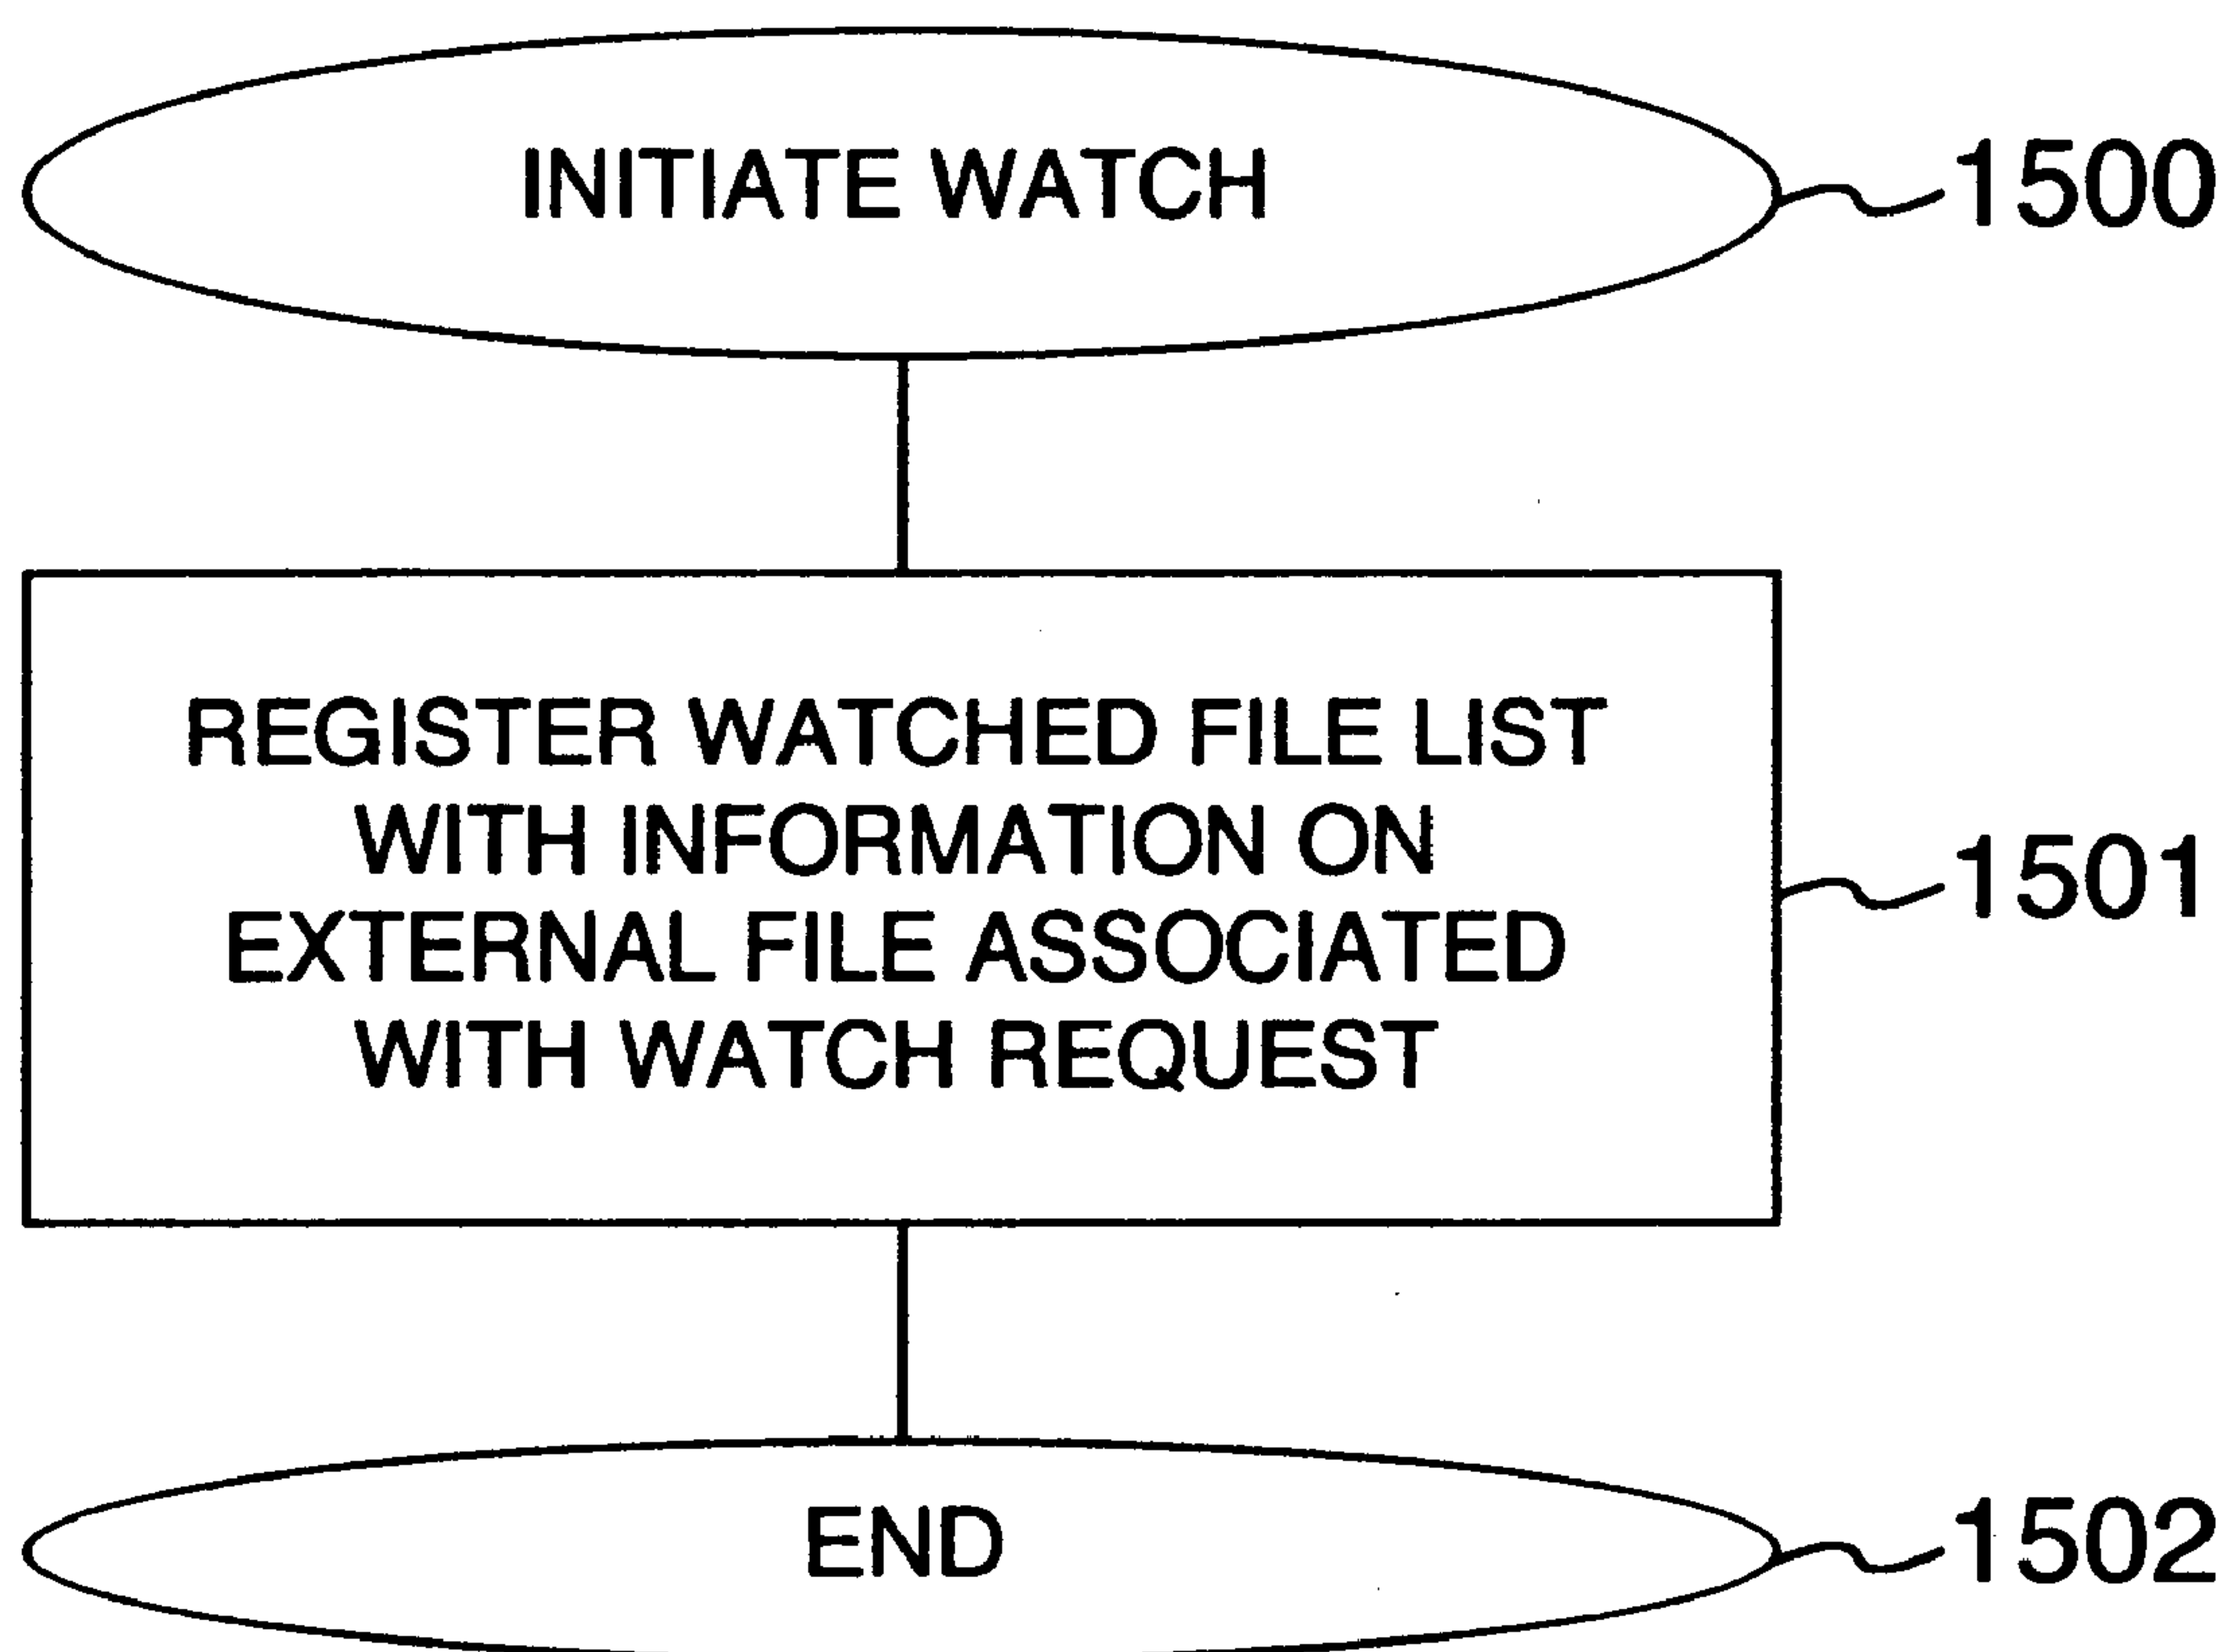 INITIATE WATCH
1500
REGISTER WATCHED FILE LIST
WITH INFORMATION ON
EXTERNAL FILE ASSOCIATED
WITH WATCH REQUEST
1501
END
1502